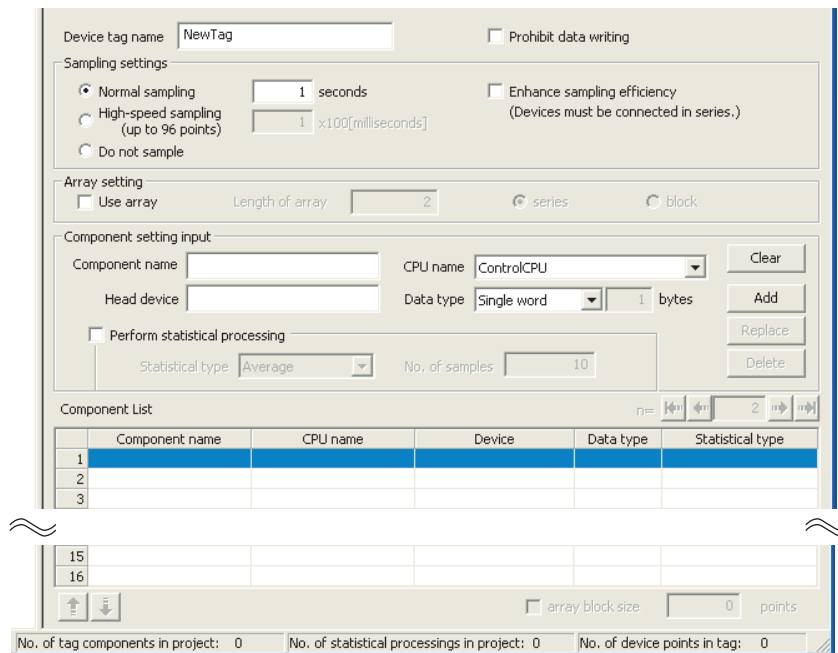 Device tag name NewTag Prohibit data writing
Sampling settings
Normal sampling 1 seconds Enhance sampling efficiency
High-speed sampling (Devices must be connected in series.)
(up to 96 points) 1 x100[milliseconds]
Do not sample
Array setting
Use array Length of array 2 series block
Component setting input
Component name CPU name ControlCPU Clear
Head device Data type Single word 1 bytes Add
Perform statistical processing Replace
Statistical type Average No. of samples 10 Delete
Component List n= 2
Component name CPU name Device Data type Statistical type
1
2
3
15
16
array block size 0 points
No. of tag components in project: 0 No. of statistical processings in project: 0 No. of device points in tag: 0